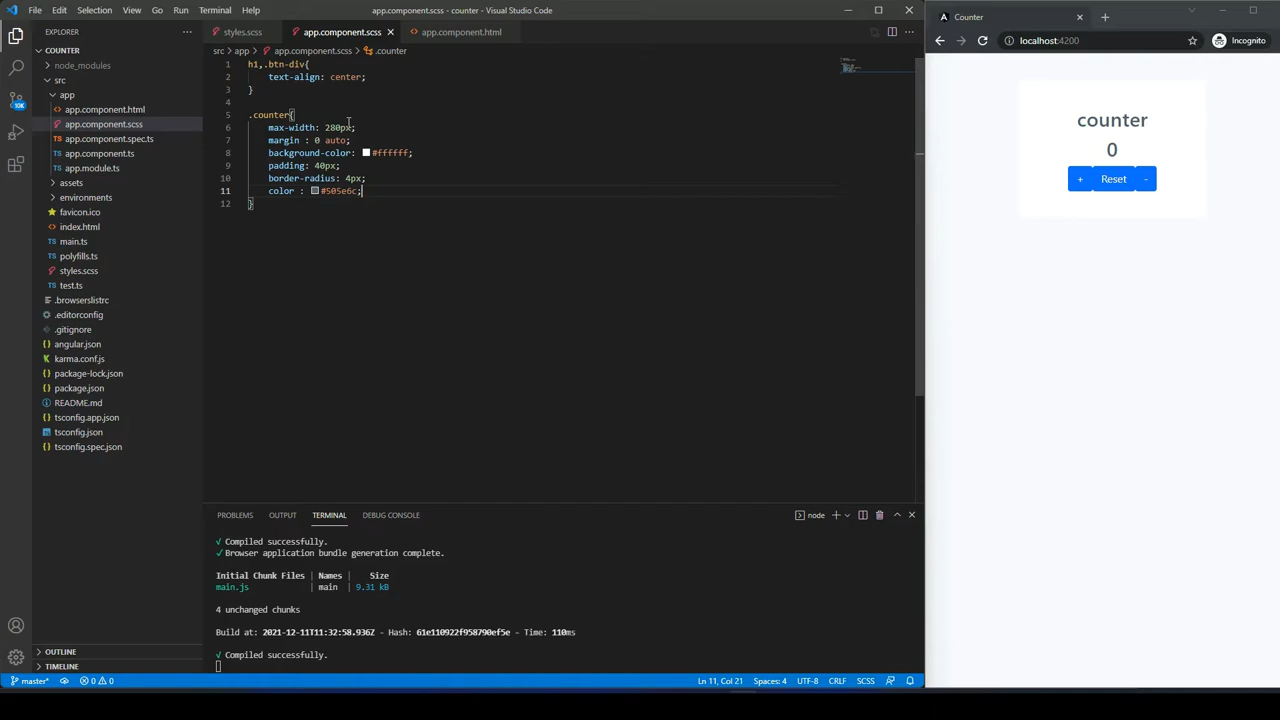 File Edit Selection View Go Run Terminal Help
app.component.scss - counter - Visual Studio Code
EXPLORER
COUNTER
node_modules
src
app
app.component.html
app.component.scss
app.component.spec.ts
app.component.ts
app.module.ts
assets
environments
favicon.ico
index.html
main.ts
polyfills.ts
styles.scss
test.ts
.browserslistrc
.editorconfig
.gitignore
angular.json
karma.conf.js
package-lock.json
package.json
README.md
tsconfig.app.json
tsconfig.json
tsconfig.spec.json
OUTLINE
TIMELINE
10K
styles.scss app.component.scss app.component.html
src > app > app.component.scss > .counter
1 h1,.btn-div{
2 text-align: center;
3 }
4
5 .counter{
6 max-width: 280px;
7 margin : 0 auto;
8 background-color: #ffffff;
9 padding: 40px;
10 border-radius: 4px;
11 color : #505e6c;
12 }
PROBLEMS OUTPUT TERMINAL DEBUG CONSOLE
node
√ Compiled successfully.
√ Browser application bundle generation complete.
Initial Chunk Files | Names | Size
main.js | main | 9.31 kB
4 unchanged chunks
Build at: 2021-12-11T11:32:58.936Z - Hash: 61e110922f958790ef5e - Time: 110ms
√ Compiled successfully.
master* 0 0 Ln 11, Col 21 Spaces: 4 UTF-8 CRLF SCSS
Counter
localhost:4200
Incognito
counter
0
+ Reset -